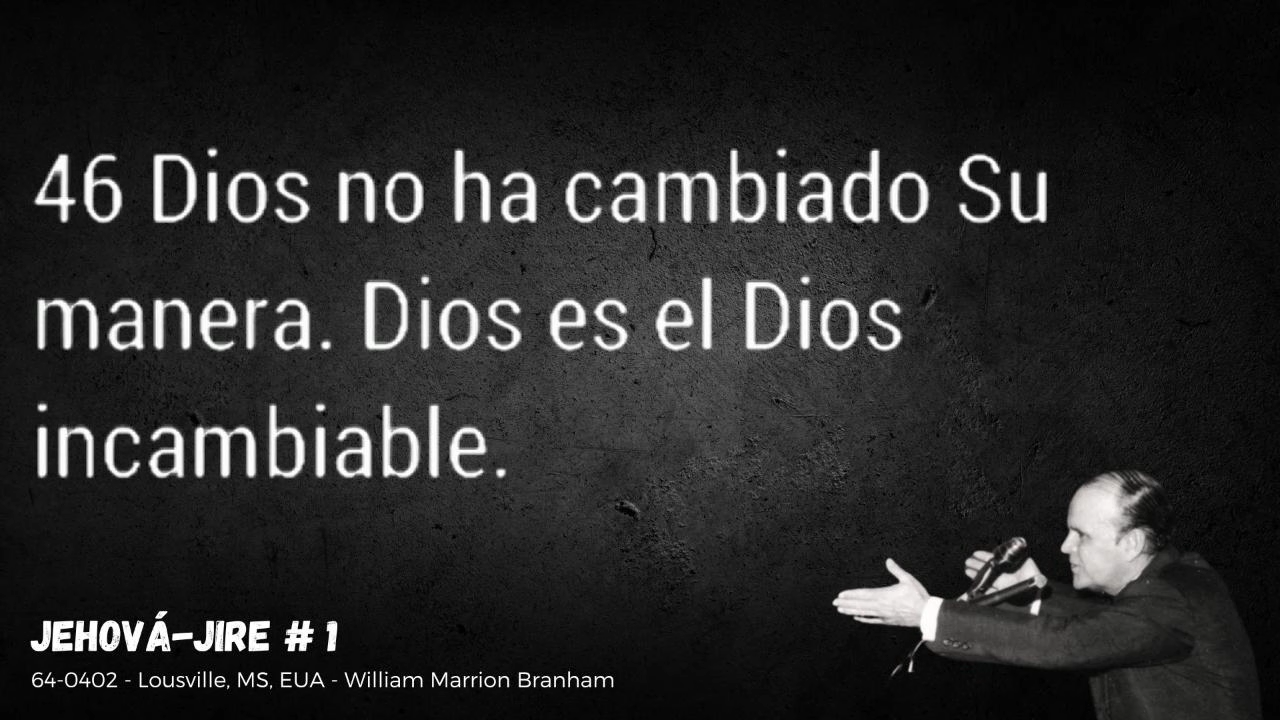 46 Dios no ha cambiado Su
manera. Dios es el Dios
incambiable.
JEHOVÁ-JIRE # 1
64-0402 - Lousville, MS, EUA - William Marrion Branham